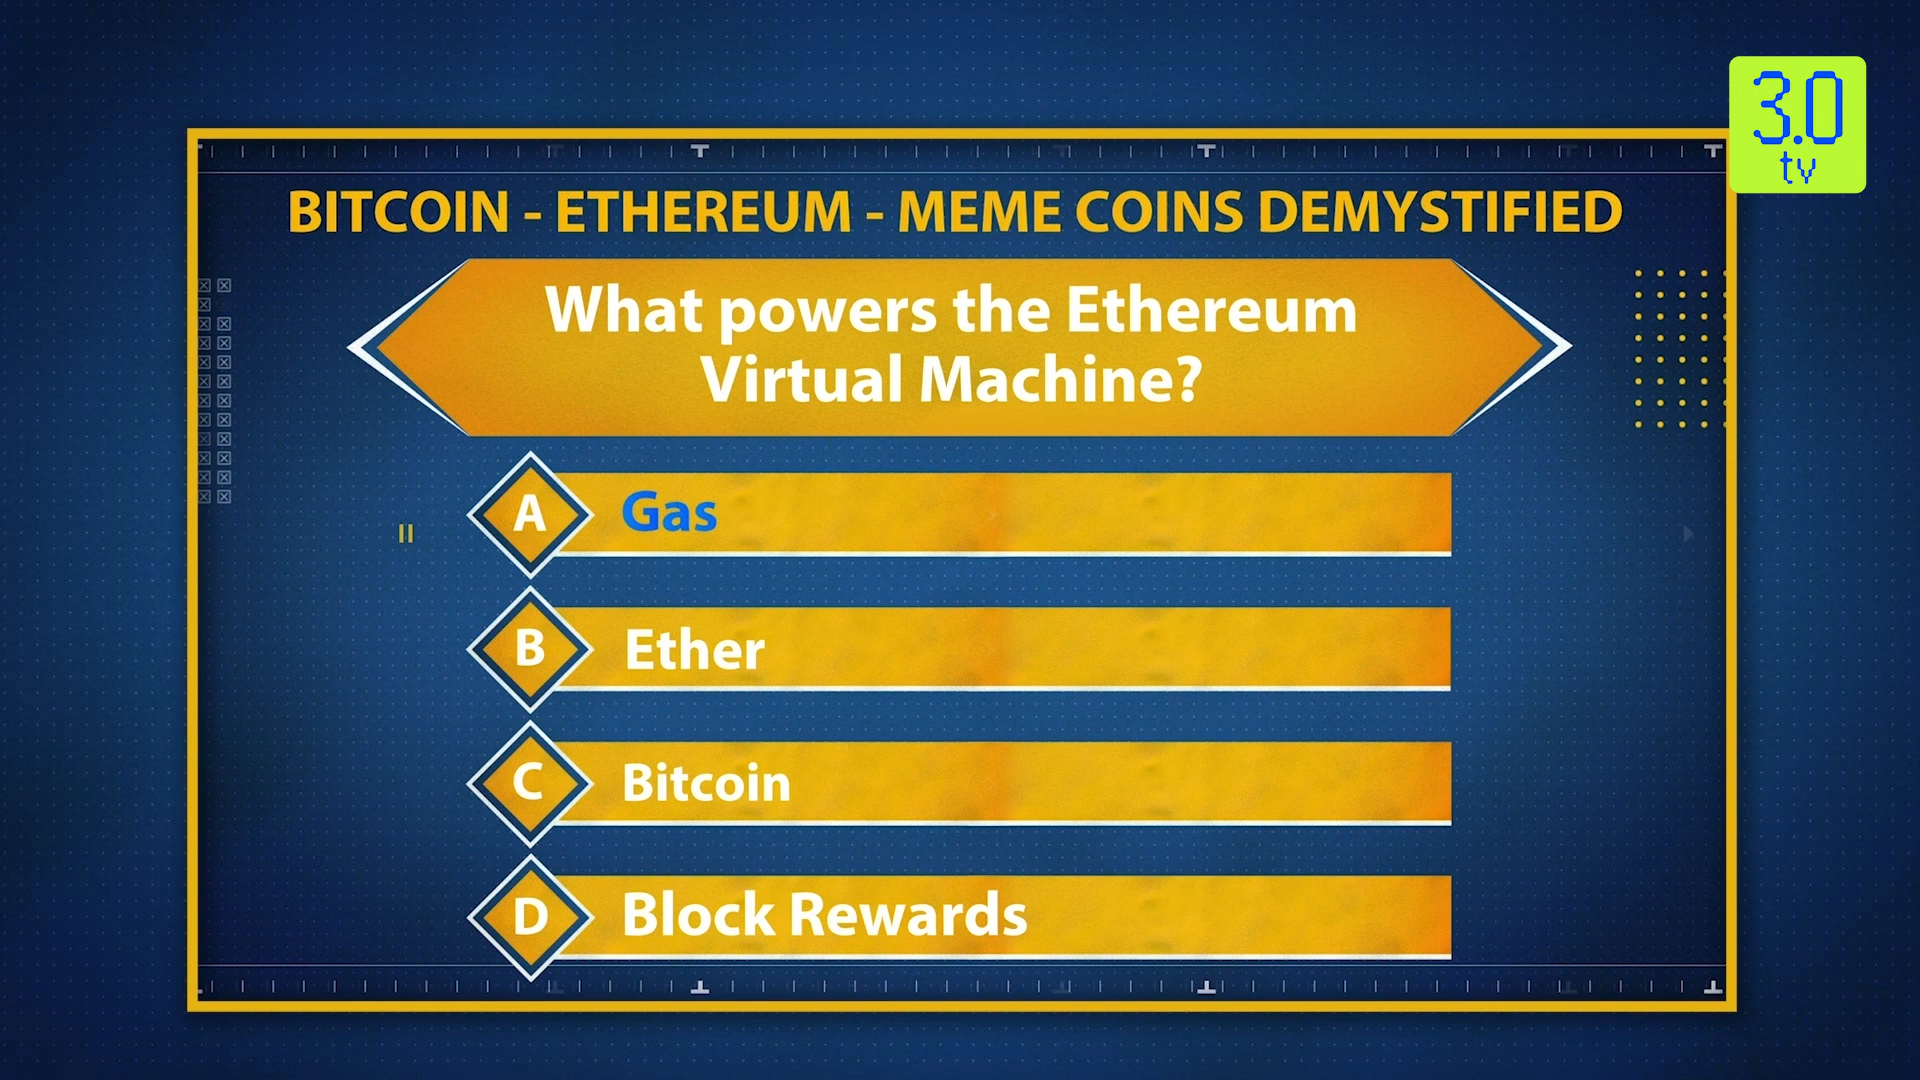 3.0
tv
BITCOIN - ETHEREUM - MEME COINS DEMYSTIFIED
What powers the Ethereum
Virtual Machine?
A Gas
B Ether
C Bitcoin
D Block Rewards